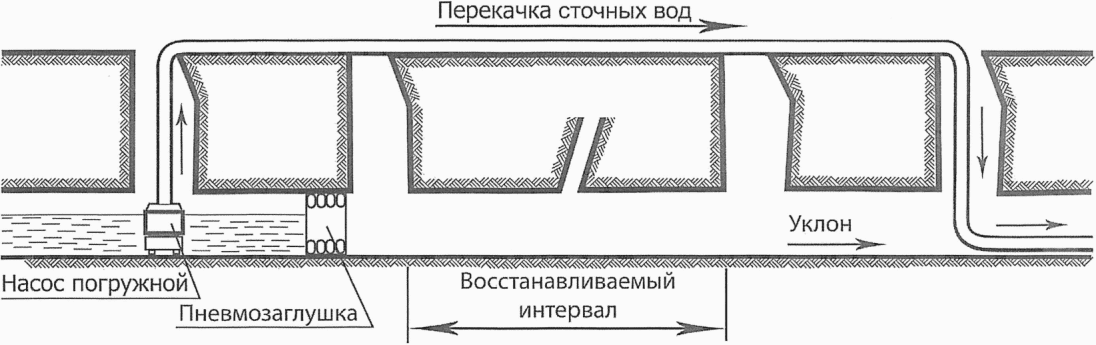 Перекачка сточных вод
Уклон
Насос погружной
Пневмозаглушка
Восстанавливаемый
интервал